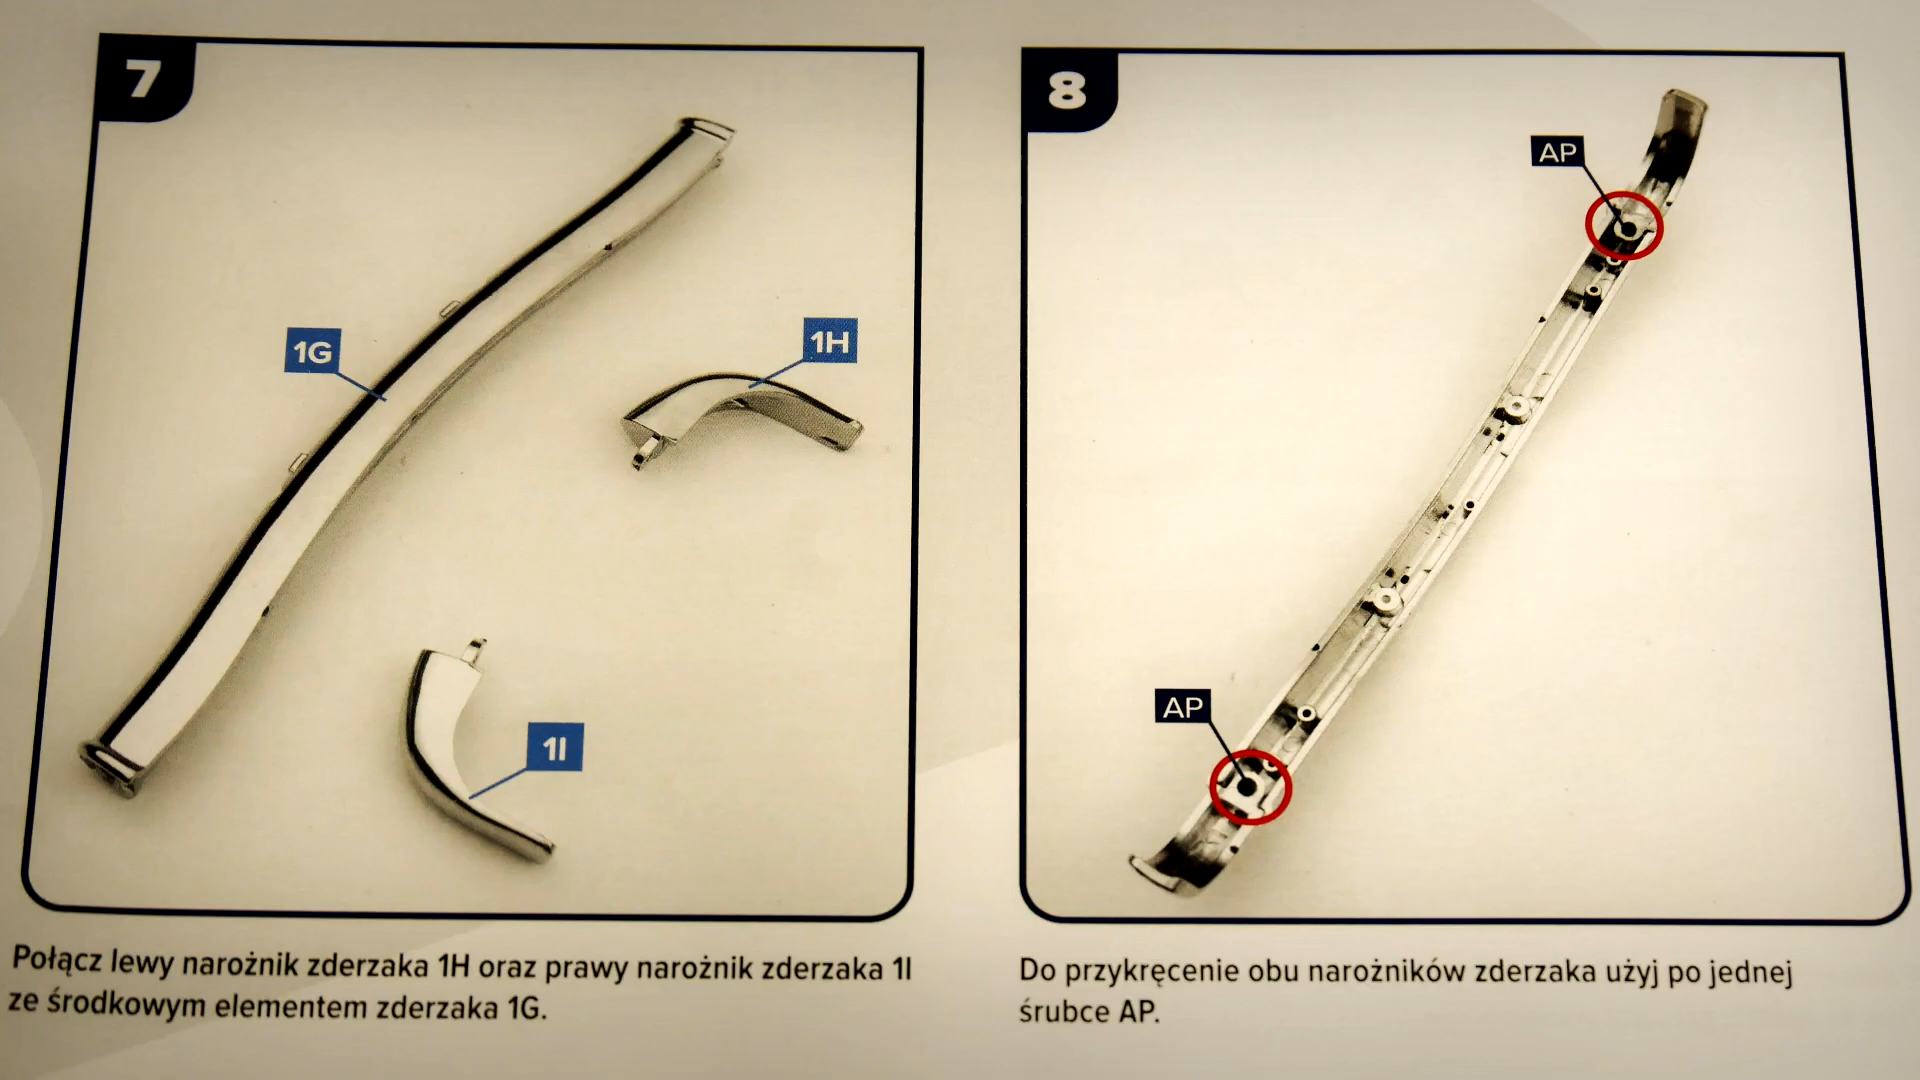 7
1G
1H
1I
Połącz lewy narożnik zderzaka 1H oraz prawy narożnik zderzaka 1I
ze środkowym elementem zderzaka 1G.
8
AP
AP
Do przykręcenie obu narożników zderzaka użyj po jednej
śrubce AP.